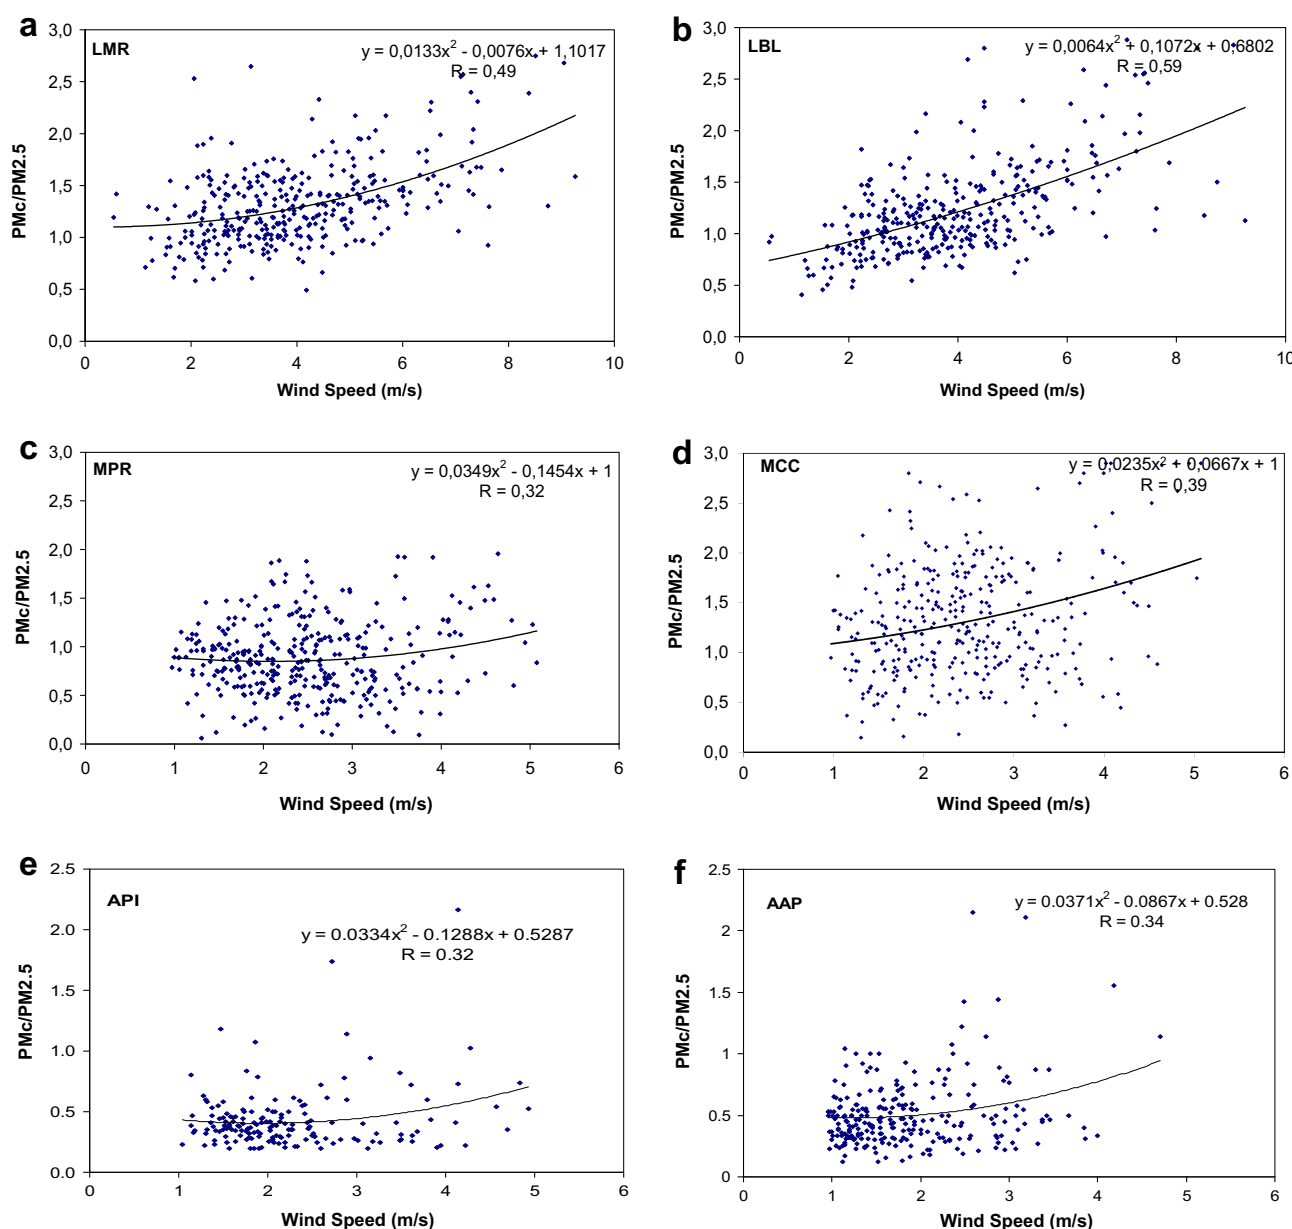 a
LMR
y = 0,0133x² - 0,0076x + 1,1017
R = 0,49
3,0
2,5
2,0
1,5
1,0
0,5
0,0
PMc/PM2.5
0 2 4 6 8 10
Wind Speed (m/s)
b
LBL
y = 0,0064x² + 0,1072x + 0,6802
R = 0,59
3,0
2,5
2,0
1,5
1,0
0,5
0,0
PMc/PM2.5
0 2 4 6 8 10
Wind Speed (m/s)
c
MPR
y = 0,0349x² - 0,1454x + 1
R = 0,32
3,0
2,5
2,0
1,5
1,0
0,5
0,0
PMc/PM2.5
0 1 2 3 4 5 6
Wind Speed (m/s)
d
MCC
y = 0,0235x² + 0,0667x + 1
R = 0,39
3,0
2,5
2,0
1,5
1,0
0,5
0,0
PMc/PM2.5
0 1 2 3 4 5 6
Wind Speed (m/s)
e
API
y = 0.0334x² - 0.1288x + 0.5287
R = 0.32
2.5
2.0
1.5
1.0
0.5
0.0
PMc/PM2.5
0 1 2 3 4 5 6
Wind Speed (m/s)
f
AAP
y = 0.0371x² - 0.0867x + 0.528
R = 0.34
2.5
2
1.5
1
0.5
0
PMc/PM2.5
0 1 2 3 4 5 6
Wind Speed (m/s)